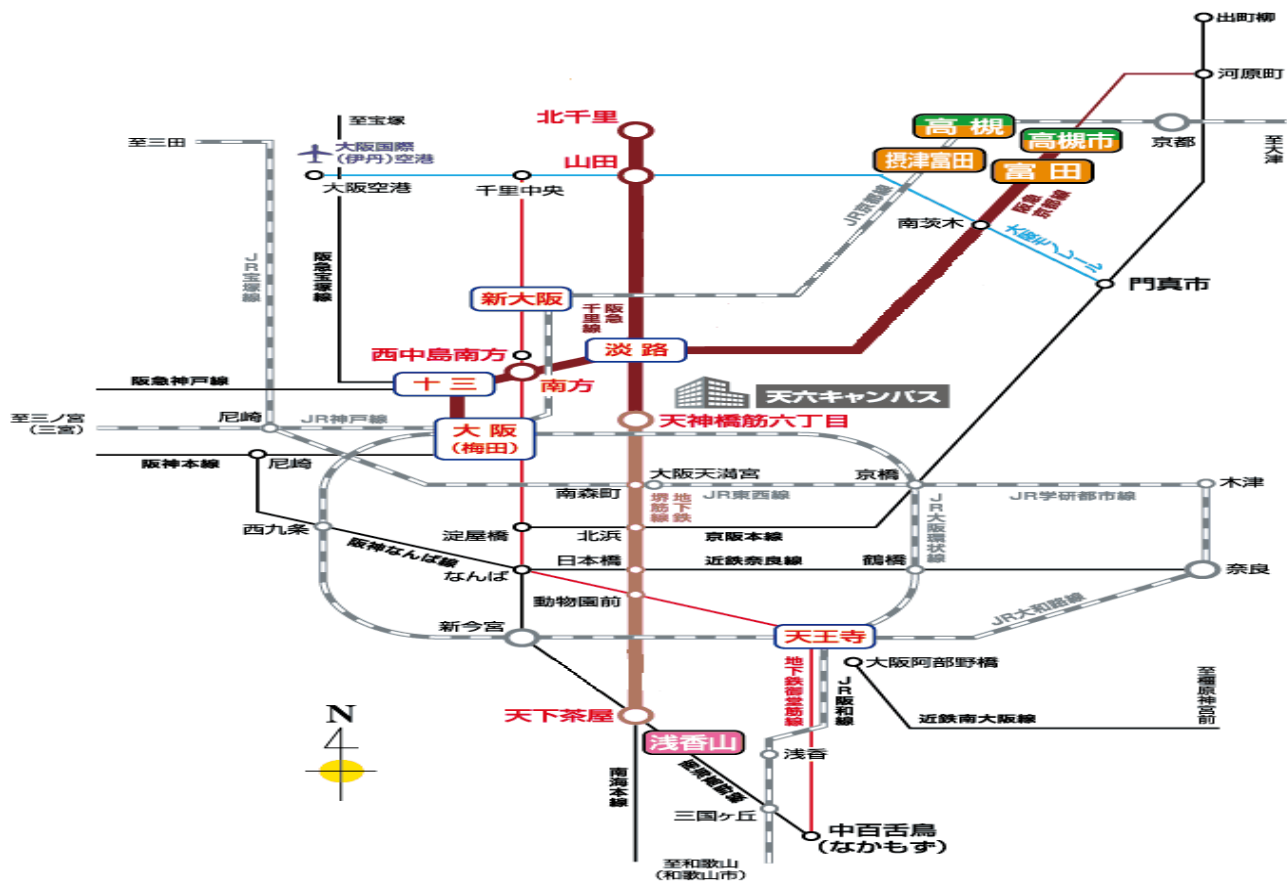 出町柳
河原町
至宝塚
北千里
高槻
高槻市
京都
至大津
至三田
大阪国際
(伊丹)空港
山田
摂津富田
富田
大阪空港
千里中央
JR京都線
阪急
京都線
南茨木
大阪モノレール
JR宝塚線
阪急宝塚線
門真市
新大阪
阪急
千里線
西中島南方
淡路
阪急神戸線
十三
南方
天六キャンパス
至三ノ宮
(三宮)
尼崎
JR神戸線
大阪
(梅田)
天神橋筋六丁目
阪神本線
尼崎
大阪天満宮
京橋
木津
南森町
JR東西線
JR学研都市線
地下鉄
堺筋線
西九条
淀屋橋
北浜
京阪本線
JR大阪環状線
阪神なんば線
なんば
日本橋
近鉄奈良線
鶴橋
奈良
動物園前
JR大和路線
新今宮
天王寺
大阪阿部野橋
至橿原神宮前
地下鉄御堂筋線
JR阪和線
天下茶屋
近鉄南大阪線
N
浅香山
浅香
南海本線
三国ヶ丘
中百舌鳥
(なかもず)
至和歌山
(和歌山市)